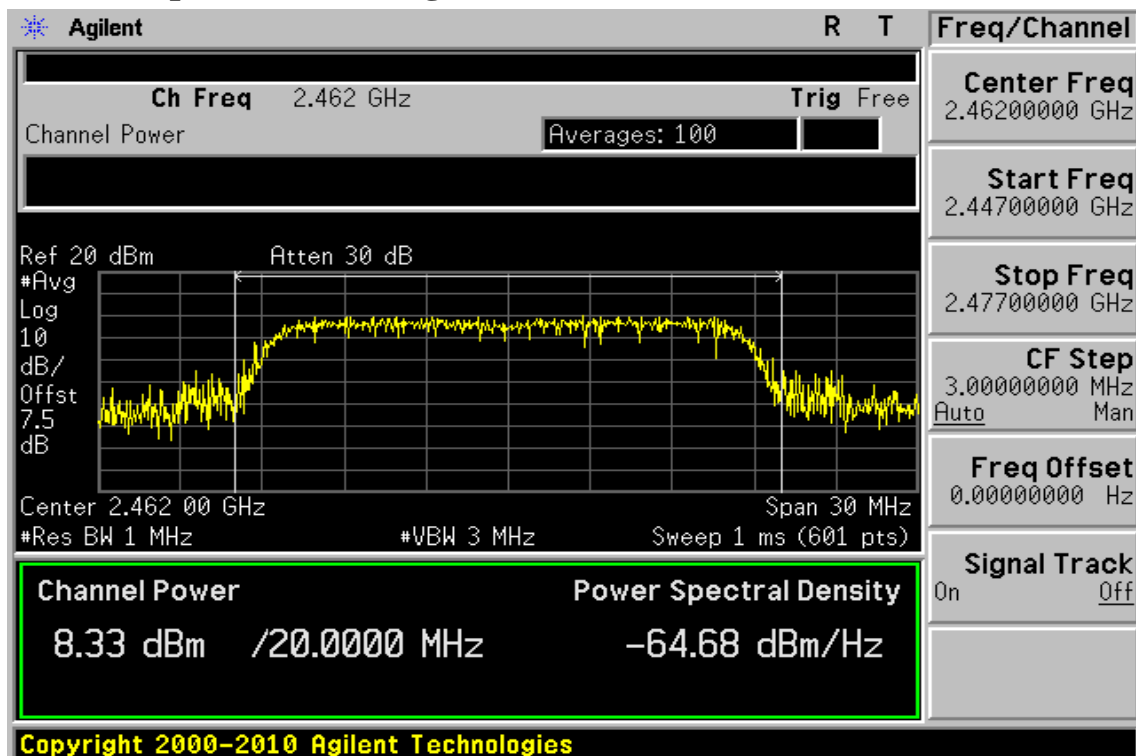 Agilent R T
Ch Freq 2.462 GHz Trig Free
Channel Power Averages: 100
Ref 20 dBm Atten 30 dB
#Avg
Log
10
dB/
Offst
7.5
dB
Center 2.462 00 GHz Span 30 MHz
#Res BW 1 MHz #VBW 3 MHz Sweep 1 ms (601 pts)
Channel Power Power Spectral Density
8.33 dBm /20.0000 MHz -64.68 dBm/Hz
Copyright 2000-2010 Agilent Technologies
Freq/Channel
Center Freq
2.46200000 GHz
Start Freq
2.44700000 GHz
Stop Freq
2.47700000 GHz
CF Step
3.00000000 MHz
Auto Man
Freq Offset
0.00000000 Hz
Signal Track
On Off